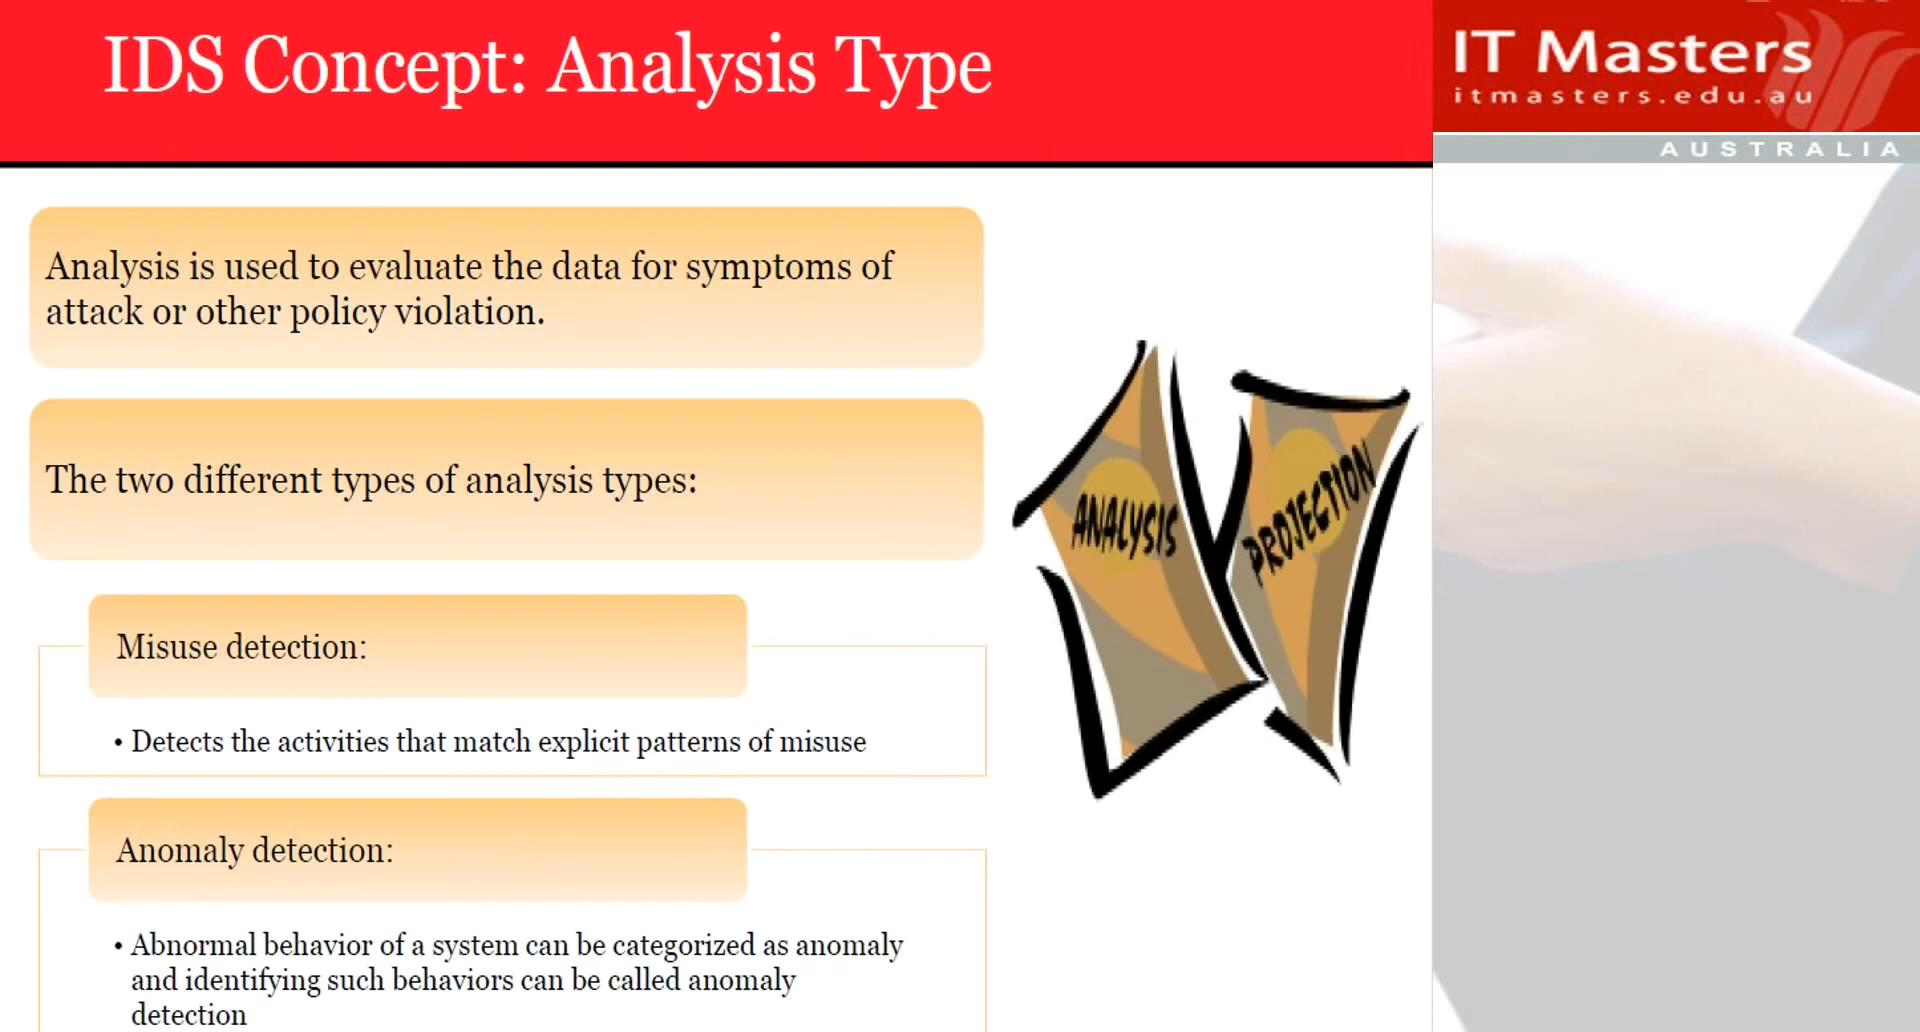 IDS Concept: Analysis Type
IT Masters
itmasters.edu.au
AUSTRALIA
Analysis is used to evaluate the data for symptoms of
attack or other policy violation.
The two different types of analysis types:
Misuse detection:
• Detects the activities that match explicit patterns of misuse
Anomaly detection:
• Abnormal behavior of a system can be categorized as anomaly
and identifying such behaviors can be called anomaly
detection
ANALYSIS
PROJECTION